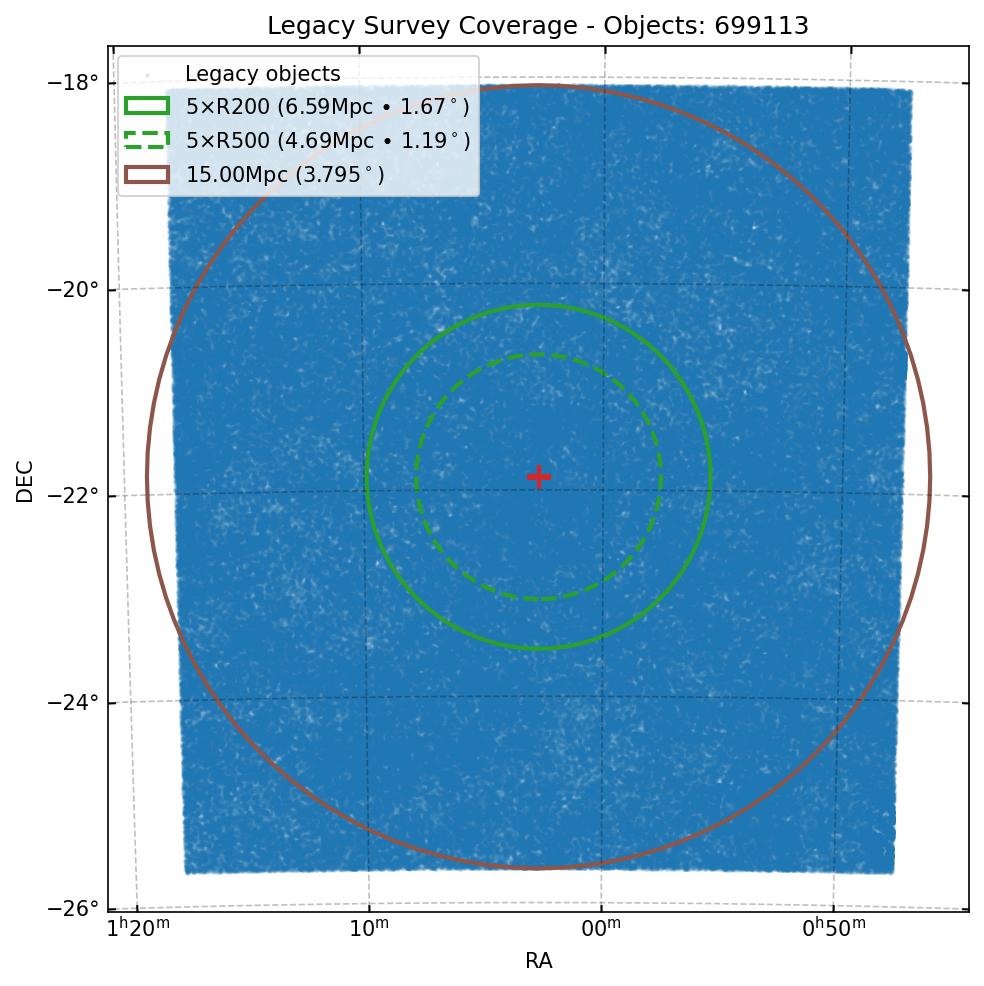 Legacy Survey Coverage - Objects: 699113
Legacy objects
5×R200 (6.59Mpc • 1.67°)
5×R500 (4.69Mpc • 1.19°)
15.00Mpc (3.795°)
−18°
−20°
−22°
−24°
−26°
DEC
1ʰ20ᵐ 10ᵐ 00ᵐ 0ʰ50ᵐ
RA